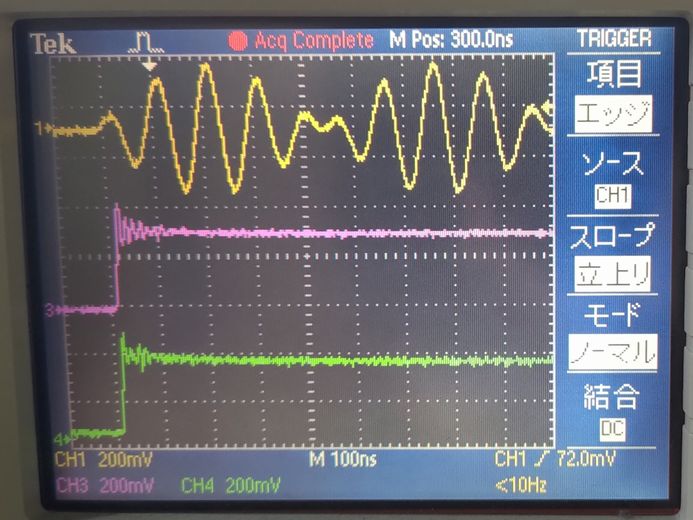 Tek Acq Complete M Pos: 300.0ns TRIGGER
項目
エッジ
ソース
CH1
スロープ
立上り
モード
ノーマル
結合
DC
1
3
4
CH1 200mV M 100ns CH1 72.0mV
CH3 200mV CH4 200mV <10Hz